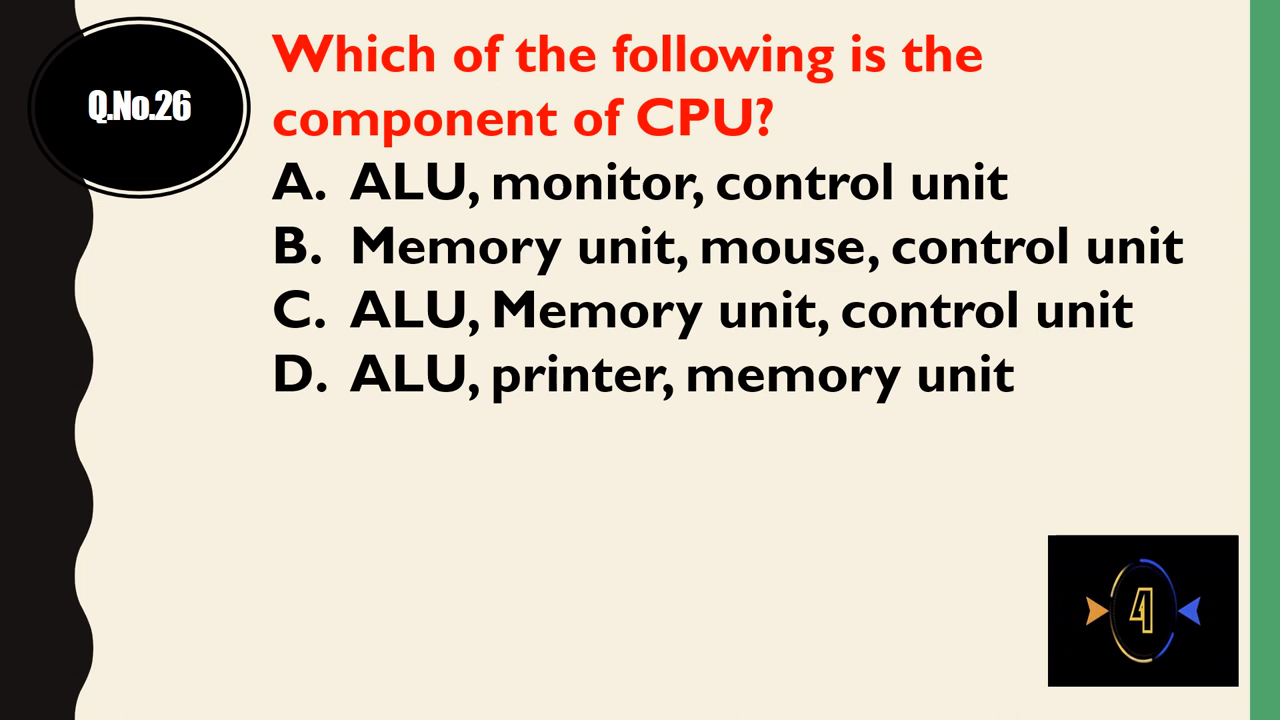 Q.No.26
Which of the following is the
component of CPU?
A. ALU, monitor, control unit
B. Memory unit, mouse, control unit
C. ALU, Memory unit, control unit
D. ALU, printer, memory unit
4